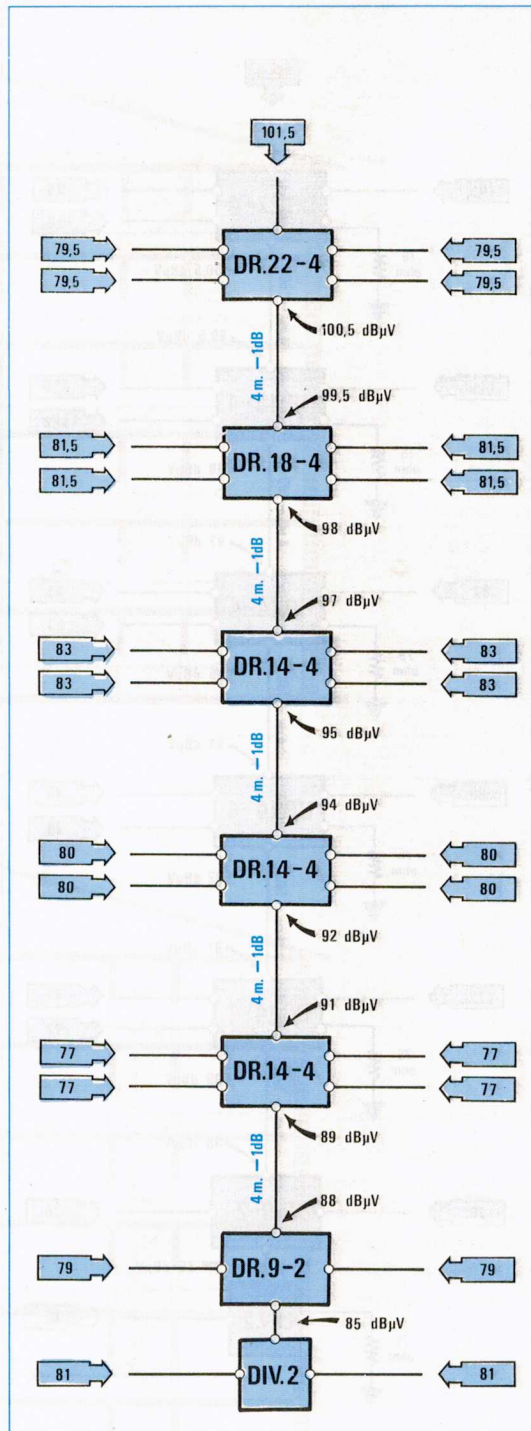 101,5
79,5 79,5
DR.22-4
79,5 79,5
100,5 dBµV
4 m. — 1dB
99,5 dBµV
81,5 81,5
DR.18-4
81,5 81,5
98 dBµV
4 m. — 1dB
97 dBµV
83 83
DR.14-4
83 83
95 dBµV
4 m. — 1dB
94 dBµV
80 80
DR.14-4
80 80
92 dBµV
4 m. — 1dB
91 dBµV
77 77
DR.14-4
77 77
89 dBµV
4 m. — 1dB
88 dBµV
79 DR.9-2 79
85 dBµV
81 DIV.2 81